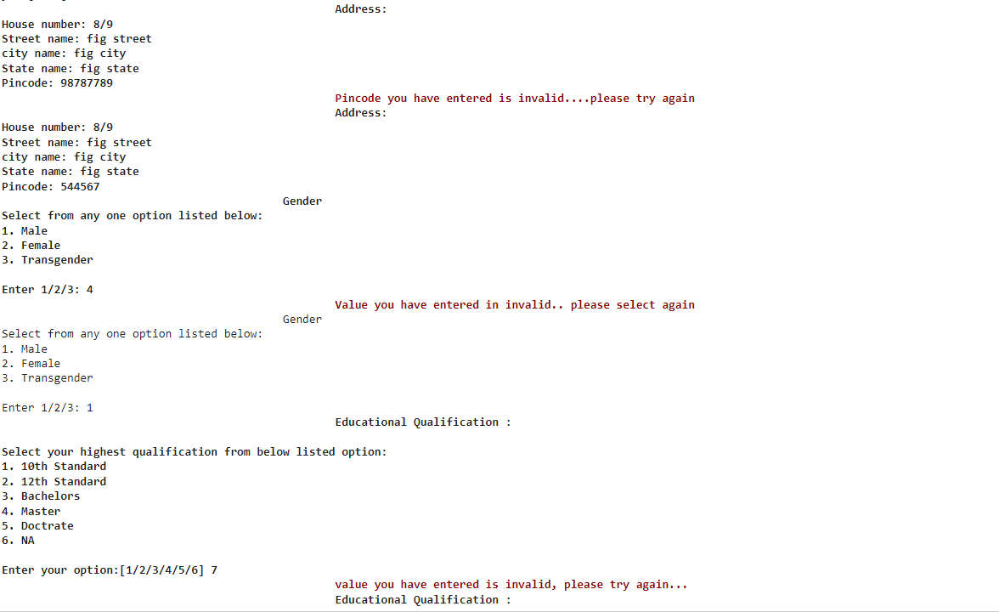 Address:
House number: 8/9
Street name: fig street
city name: fig city
State name: fig state
Pincode: 98787789
Pincode you have entered is invalid....please try again
Address:
House number: 8/9
Street name: fig street
city name: fig city
State name: fig state
Pincode: 544567
Gender
Select from any one option listed below:
1. Male
2. Female
3. Transgender
Enter 1/2/3: 4
Value you have entered in invalid.. please select again
Gender
Select from any one option listed below:
1. Male
2. Female
3. Transgender
Enter 1/2/3: 1
Educational Qualification :
Select your highest qualification from below listed option:
1. 10th Standard
2. 12th Standard
3. Bachelors
4. Master
5. Doctrate
6. NA
Enter your option:[1/2/3/4/5/6] 7
value you have entered is invalid, please try again...
Educational Qualification :